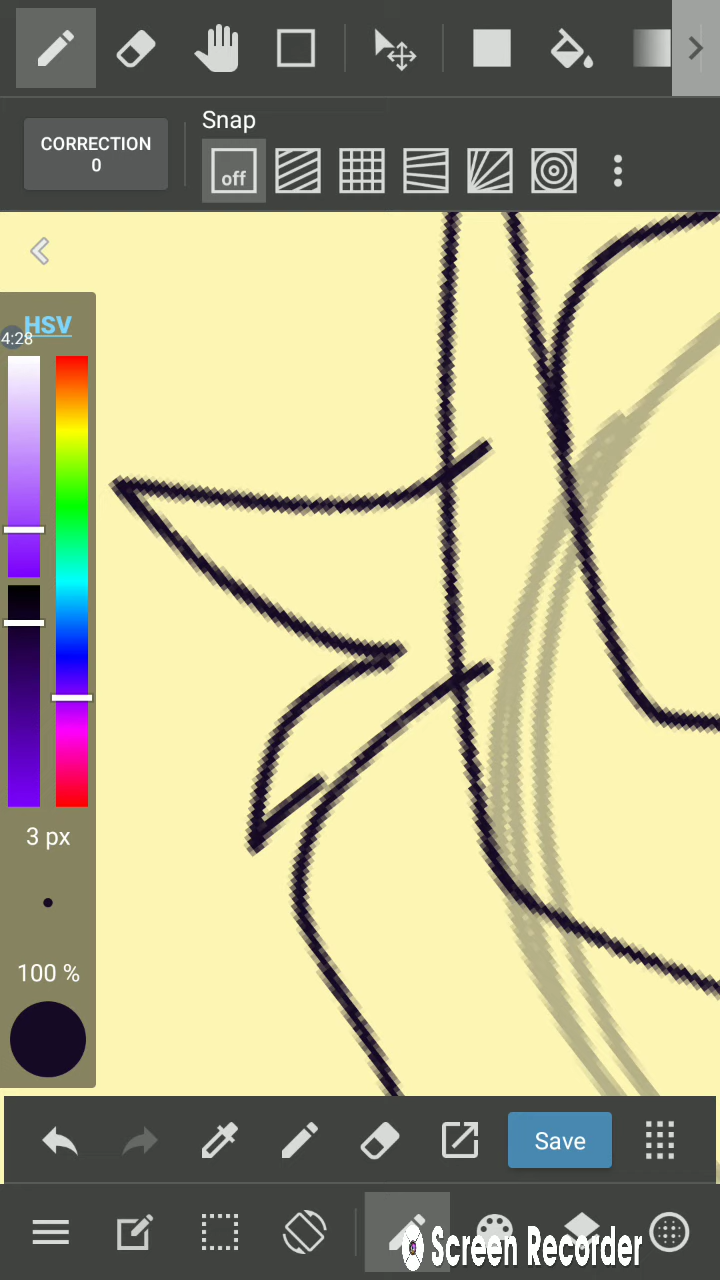 CORRECTION
0
Snap
off
HSV
4:28
3 px
100 %
Save
Screen Recorder